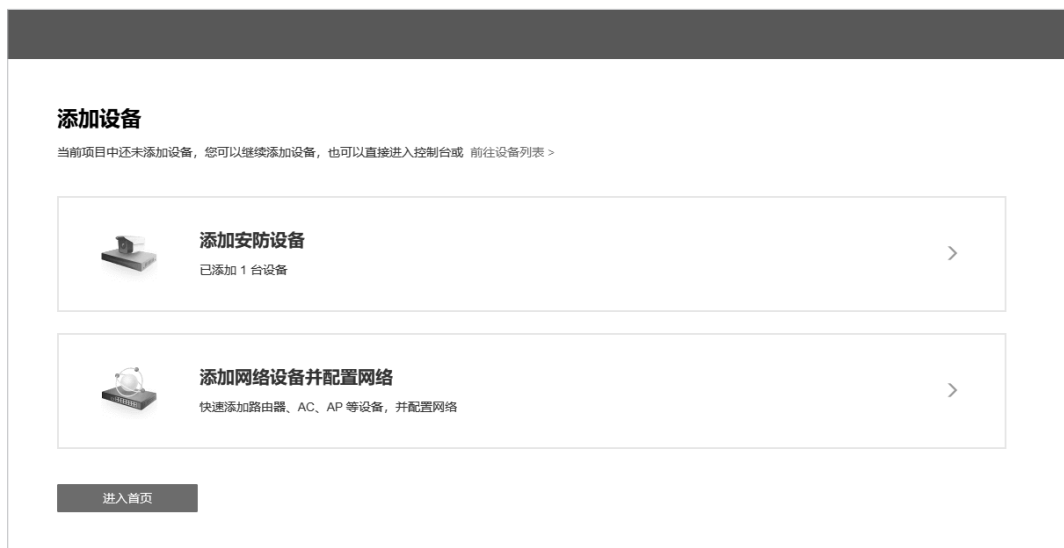 添加设备
当前项目中还未添加设备，您可以继续添加设备，也可以直接进入控制台或 前往设备列表 >
添加安防设备
已添加 1 台设备
添加网络设备并配置网络
快速添加路由器、AC、AP 等设备，并配置网络
进入首页